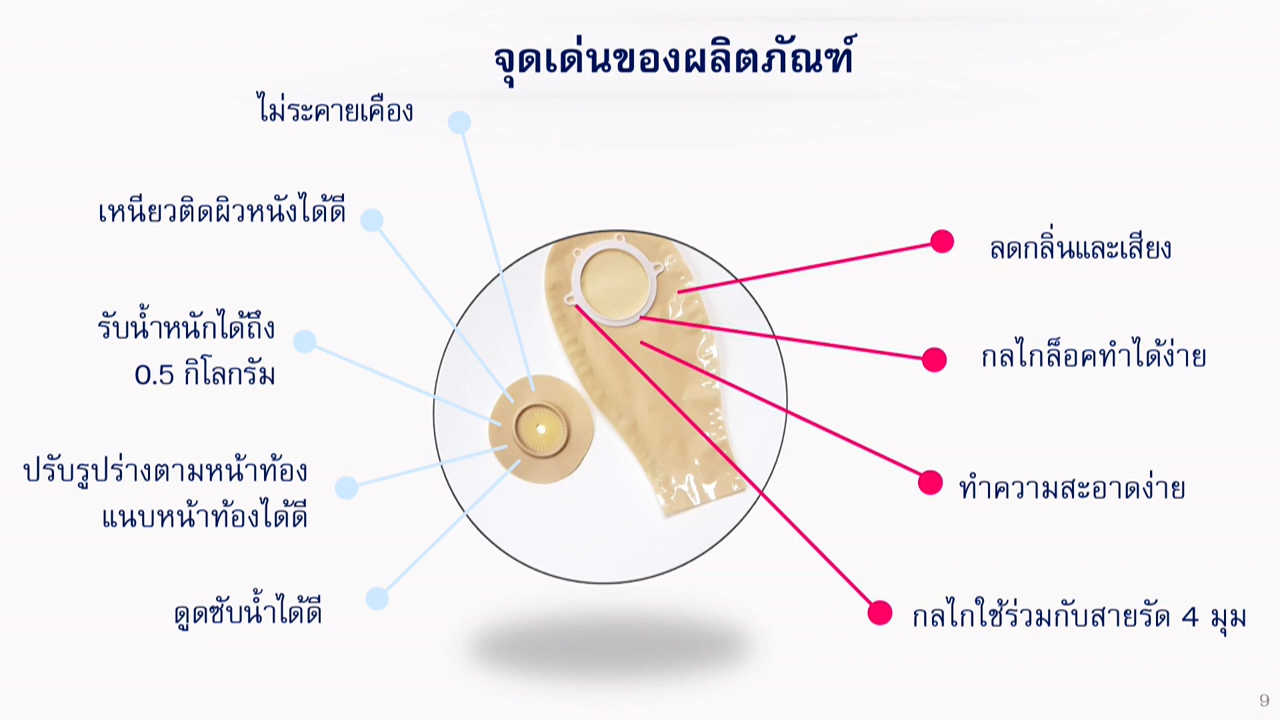 จุดเด่นของผลิตภัณฑ์
ไม่ระคายเคือง
เหนียวติดผิวหนังได้ดี
รับน้ำหนักได้ถึง
0.5 กิโลกรัม
ปรับรูปร่างตามหน้าท้อง
แนบหน้าท้องได้ดี
ดูดซับน้ำได้ดี
ลดกลิ่นและเสียง
กลไกล็อคทำได้ง่าย
ทำความสะอาดง่าย
กลไกใช้ร่วมกับสายรัด 4 มุม
9